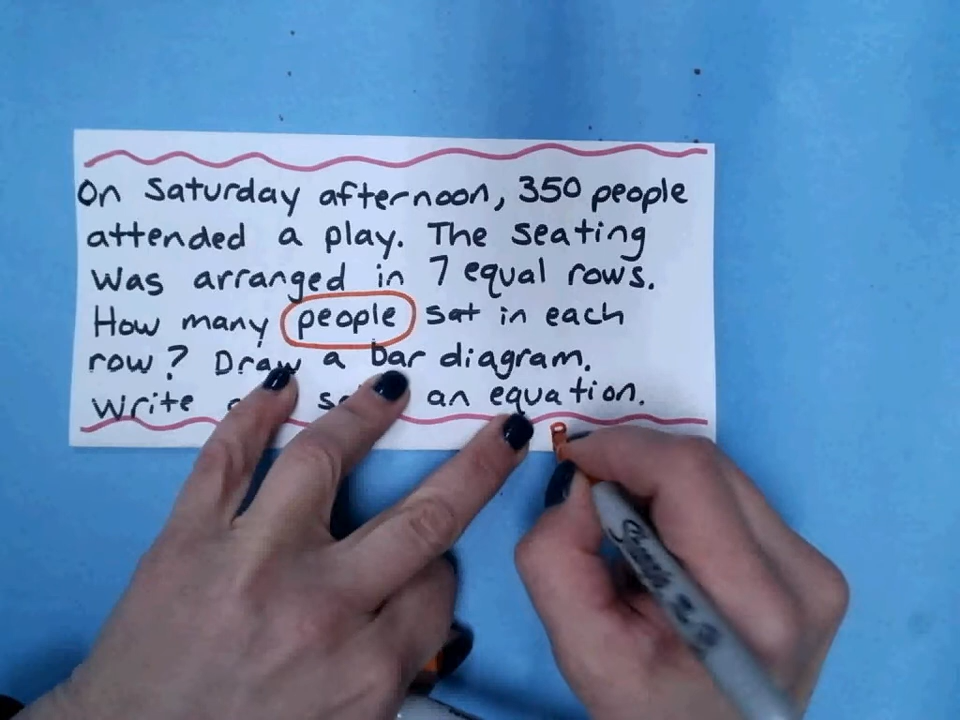 On Saturday afternoon, 350 people
attended a play. The seating
was arranged in 7 equal rows.
How many people sat in each
row? Draw a bar diagram.
Write an equation.
Sharpie